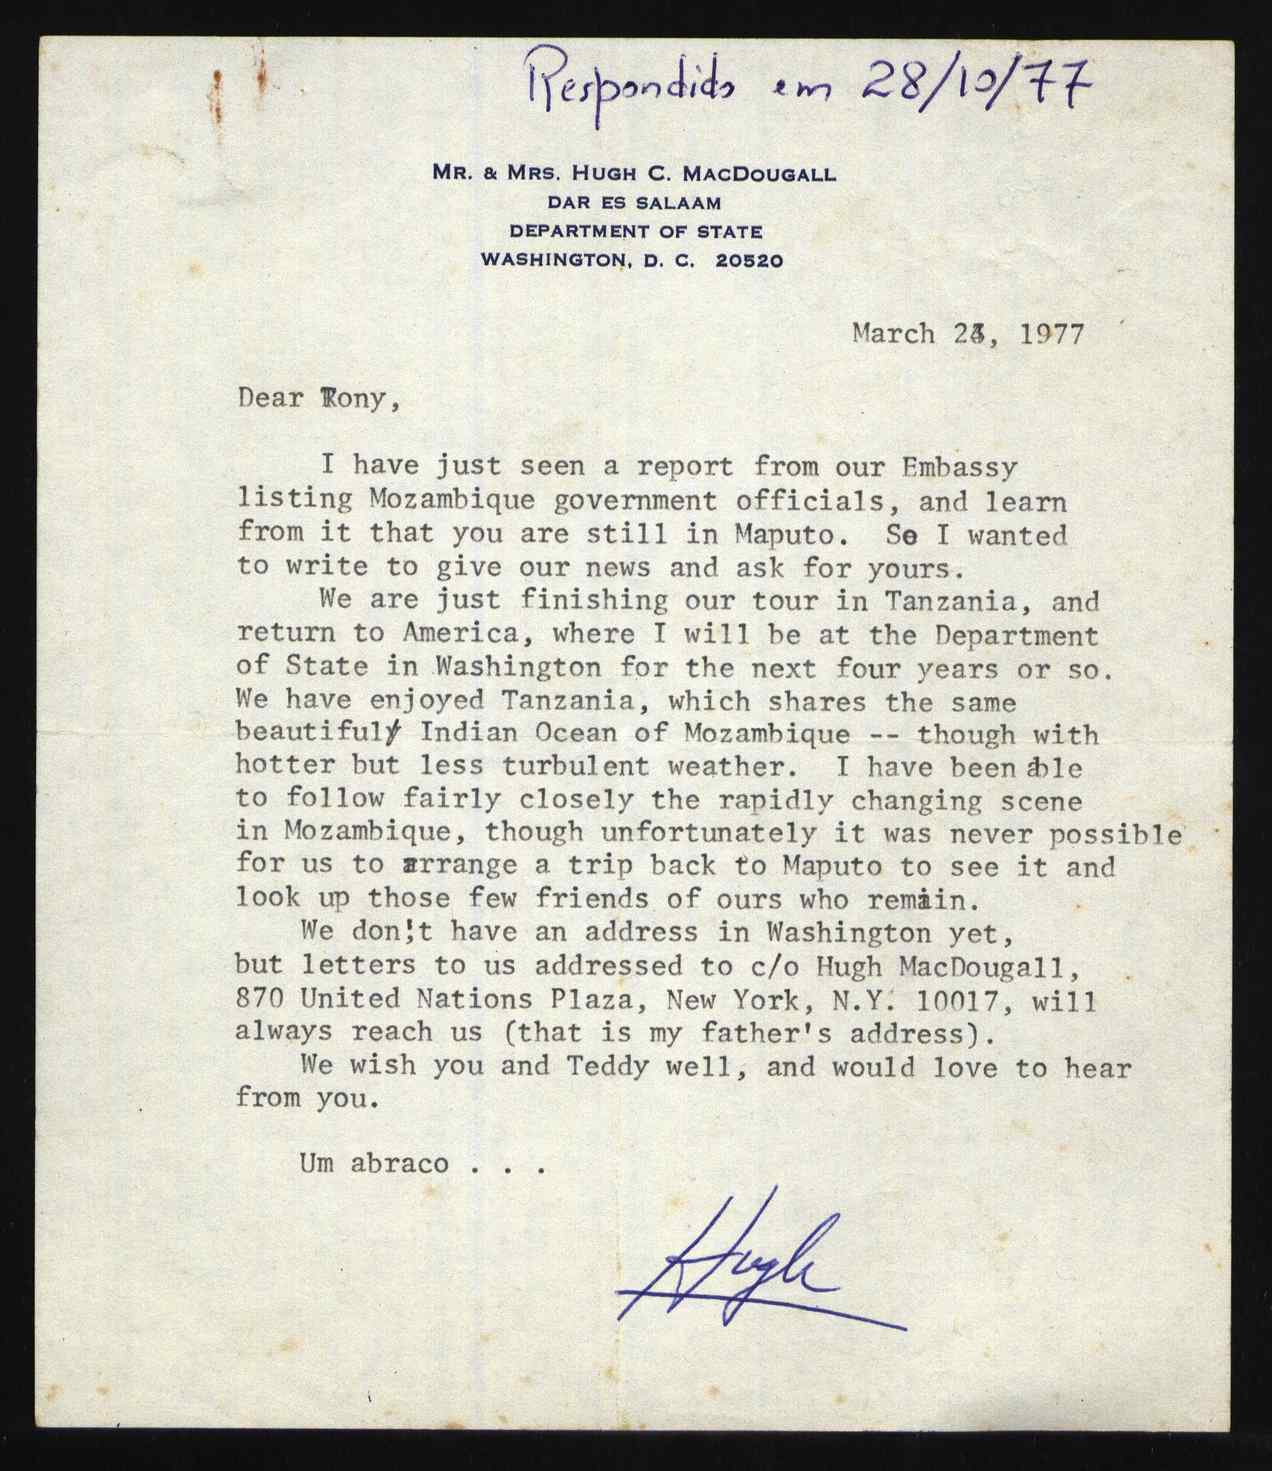 Respondido em 28/10/77
MR. & MRS. HUGH C. MACDOUGALL
DAR ES SALAAM
DEPARTMENT OF STATE
WASHINGTON, D. C. 20520
March 23, 1977
Dear Tony,
I have just seen a report from our Embassy
listing Mozambique government officials, and learn
from it that you are still in Maputo. So I wanted
to write to give our news and ask for yours.
We are just finishing our tour in Tanzania, and
return to America, where I will be at the Department
of State in Washington for the next four years or so.
We have enjoyed Tanzania, which shares the same
beautiful Indian Ocean of Mozambique -- though with
hotter but less turbulent weather. I have been able
to follow fairly closely the rapidly changing scene
in Mozambique, though unfortunately it was never possible
for us to arrange a trip back to Maputo to see it and
look up those few friends of ours who remain.
We don't have an address in Washington yet,
but letters to us addressed to c/o Hugh MacDougall,
870 United Nations Plaza, New York, N.Y. 10017, will
always reach us (that is my father's address).
We wish you and Teddy well, and would love to hear
from you.
Um abraco . . .
Hugh